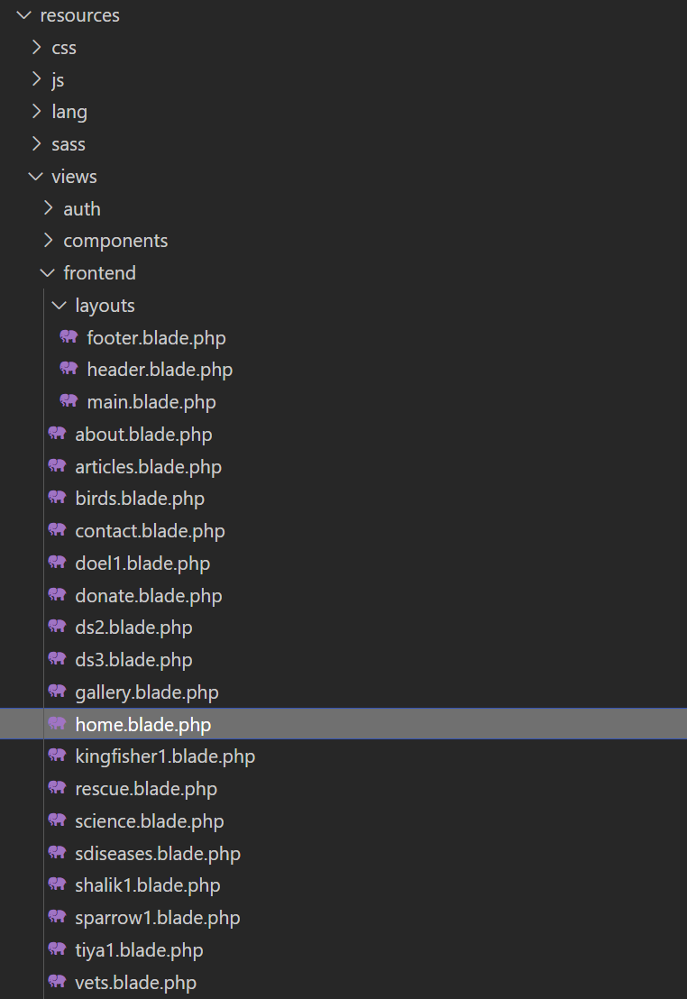 resources
css
js
lang
sass
views
auth
components
frontend
layouts
footer.blade.php
header.blade.php
main.blade.php
about.blade.php
articles.blade.php
birds.blade.php
contact.blade.php
doel1.blade.php
donate.blade.php
ds2.blade.php
ds3.blade.php
gallery.blade.php
home.blade.php
kingfisher1.blade.php
rescue.blade.php
science.blade.php
sdiseases.blade.php
shalik1.blade.php
sparrow1.blade.php
tiya1.blade.php
vets.blade.php